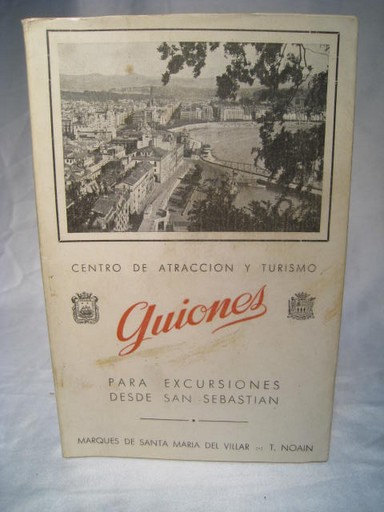 CENTRO DE ATRACCION Y TURISMO
Guiones
PARA EXCURSIONES
DESDE SAN SEBASTIAN
MARQUES DE SANTA MARIA DEL VILLAR - T. NOAIN